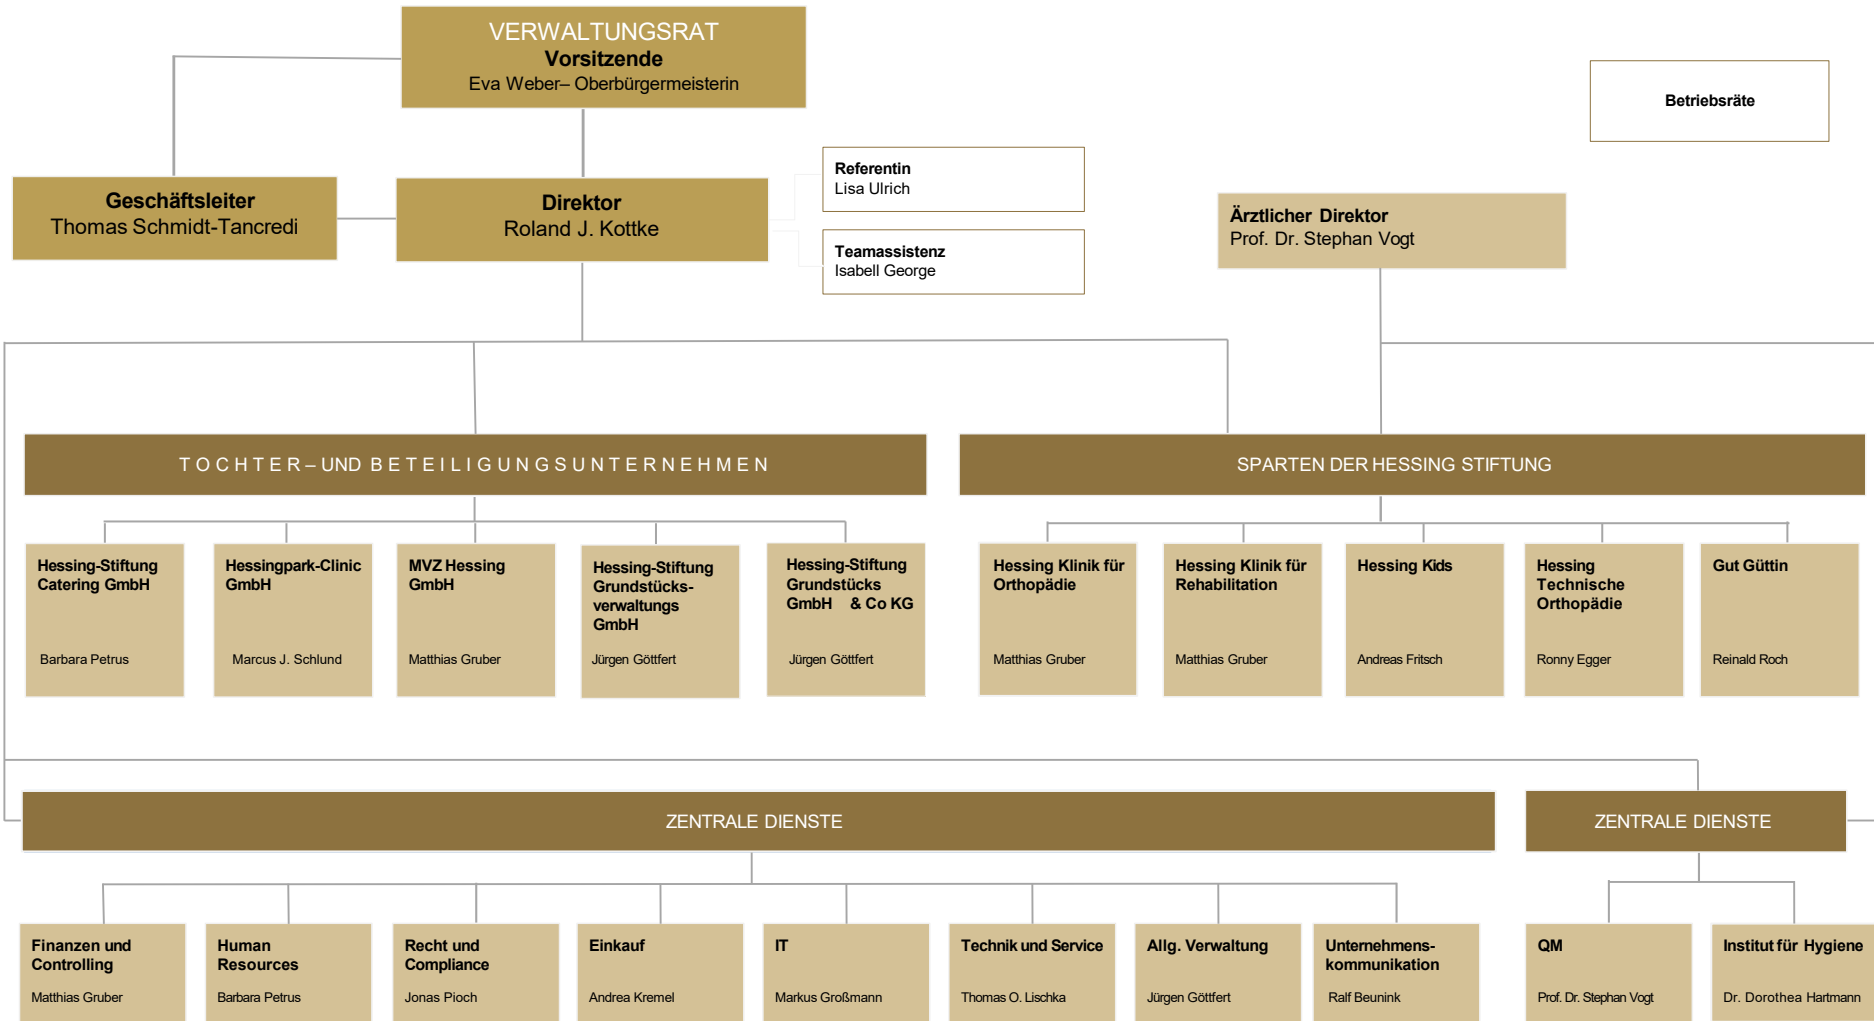 VERWALTUNGSRAT
Vorsitzende
Eva Weber– Oberbürgermeisterin
Betriebsräte
Geschäftsleiter
Thomas Schmidt-Tancredi
Direktor
Roland J. Kottke
Referentin
Lisa Ulrich
Teamassistenz
Isabell George
Ärztlicher Direktor
Prof. Dr. Stephan Vogt
TOCHTER–UND BETEILIGUNGSUNTERNEHMEN
SPARTEN DER HESSING STIFTUNG
Hessing-Stiftung
Catering GmbH
Barbara Petrus
Hessingpark-Clinic
GmbH
Marcus J. Schlund
MVZ Hessing
GmbH
Matthias Gruber
Hessing-Stiftung
Grundstücks-
verwaltungs
GmbH
Jürgen Göttfert
Hessing-Stiftung
Grundstücks
GmbH & Co KG
Jürgen Göttfert
Hessing Klinik für
Orthopädie
Matthias Gruber
Hessing Klinik für
Rehabilitation
Matthias Gruber
Hessing Kids
Andreas Fritsch
Hessing
Technische
Orthopädie
Ronny Egger
Gut Güttin
Reinald Roch
ZENTRALE DIENSTE
ZENTRALE DIENSTE
Finanzen und
Controlling
Matthias Gruber
Human
Resources
Barbara Petrus
Recht und
Compliance
Jonas Pioch
Einkauf
Andrea Kremel
IT
Markus Großmann
Technik und Service
Thomas O. Lischka
Allg. Verwaltung
Jürgen Göttfert
Unternehmens-
kommunikation
Ralf Beunink
QM
Prof. Dr. Stephan Vogt
Institut für Hygiene
Dr. Dorothea Hartmann